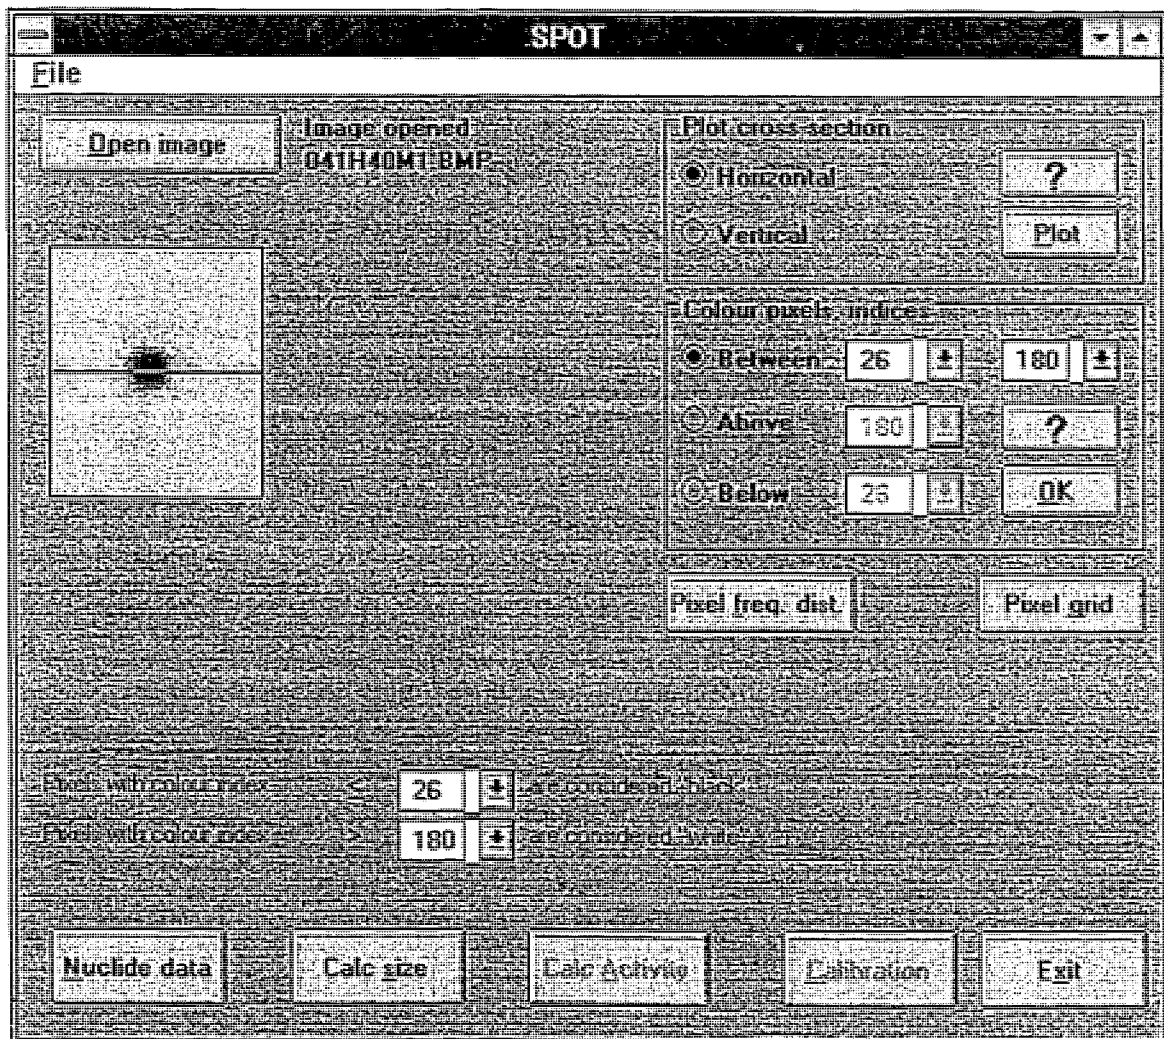 SPOT
File
Open image
Image opened:
041H40M1.BMP
Plot cross-section
Horizontal
?
Vertical
Plot
Colour pixels, indices
Between
26
180
Above
180
?
Below
26
OK
Pixel freq. dist.
Pixel grid
Pixels with colour index ≤ 26 are considered "black"
Pixels with colour index > 180 are considered "white"
Nuclide data
Calc size
Calc Activity
Calibration
Exit